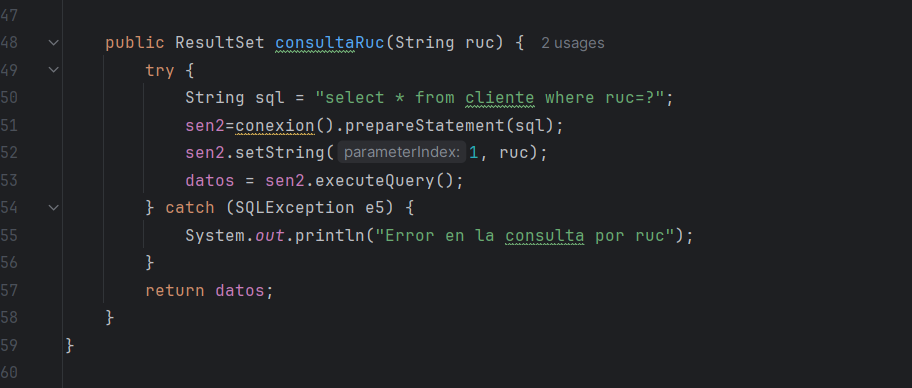 47
48 public ResultSet consultaRuc(String ruc) { 2 usages
49 try {
50 String sql = "select * from cliente where ruc=?";
51 sen2=conexion().prepareStatement(sql);
52 sen2.setString( parameterIndex: 1, ruc);
53 datos = sen2.executeQuery();
54 } catch (SQLException e5) {
55 System.out.println("Error en la consulta por ruc");
56 }
57 return datos;
58 }
59 }
60